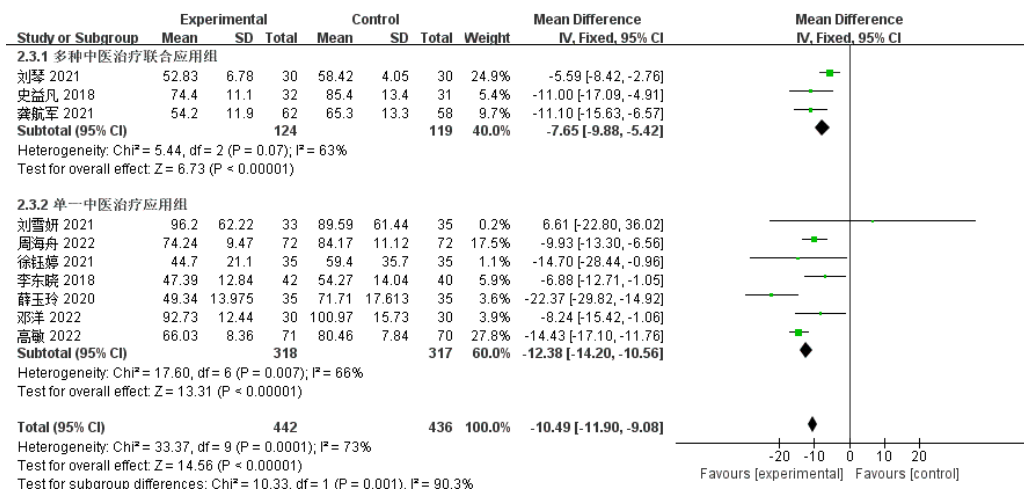 Experimental Control Mean Difference Mean Difference
Study or Subgroup Mean SD Total Mean SD Total Weight IV, Fixed, 95% CI IV, Fixed, 95% CI
2.3.1 多种中医治疗联合应用组
刘琴 2021 52.83 6.78 30 58.42 4.05 30 24.9% -5.59 [-8.42, -2.76]
史益凡 2018 74.4 11.1 32 85.4 13.4 31 5.4% -11.00 [-17.09, -4.91]
龚航军 2021 54.2 11.9 62 65.3 13.3 58 9.7% -11.10 [-15.63, -6.57]
Subtotal (95% CI) 124 119 40.0% -7.65 [-9.88, -5.42]
Heterogeneity: Chi² = 5.44, df = 2 (P = 0.07); I² = 63%
Test for overall effect: Z = 6.73 (P < 0.00001)
2.3.2 单一中医治疗应用组
刘雪妍 2021 96.2 62.22 33 89.59 61.44 35 0.2% 6.61 [-22.80, 36.02]
周海舟 2022 74.24 9.47 72 84.17 11.12 72 17.5% -9.93 [-13.30, -6.56]
徐钰婷 2021 44.7 21.1 35 59.4 35.7 35 1.1% -14.70 [-28.44, -0.96]
李东晓 2018 47.39 12.84 42 54.27 14.04 40 5.9% -6.88 [-12.71, -1.05]
薛玉玲 2020 49.34 13.975 35 71.71 17.613 35 3.6% -22.37 [-29.82, -14.92]
邓洋 2022 92.73 12.44 30 100.97 15.73 30 3.9% -8.24 [-15.42, -1.06]
高敏 2022 66.03 8.36 71 80.46 7.84 70 27.8% -14.43 [-17.10, -11.76]
Subtotal (95% CI) 318 317 60.0% -12.38 [-14.20, -10.56]
Heterogeneity: Chi² = 17.60, df = 6 (P = 0.007); I² = 66%
Test for overall effect: Z = 13.31 (P < 0.00001)
Total (95% CI) 442 436 100.0% -10.49 [-11.90, -9.08]
Heterogeneity: Chi² = 33.37, df = 9 (P = 0.0001); I² = 73%
Test for overall effect: Z = 14.56 (P < 0.00001)
Test for subgroup differences: Chi² = 10.33, df = 1 (P = 0.001), I² = 90.3%
-20 -10 0 10 20
Favours [experimental] Favours [control]